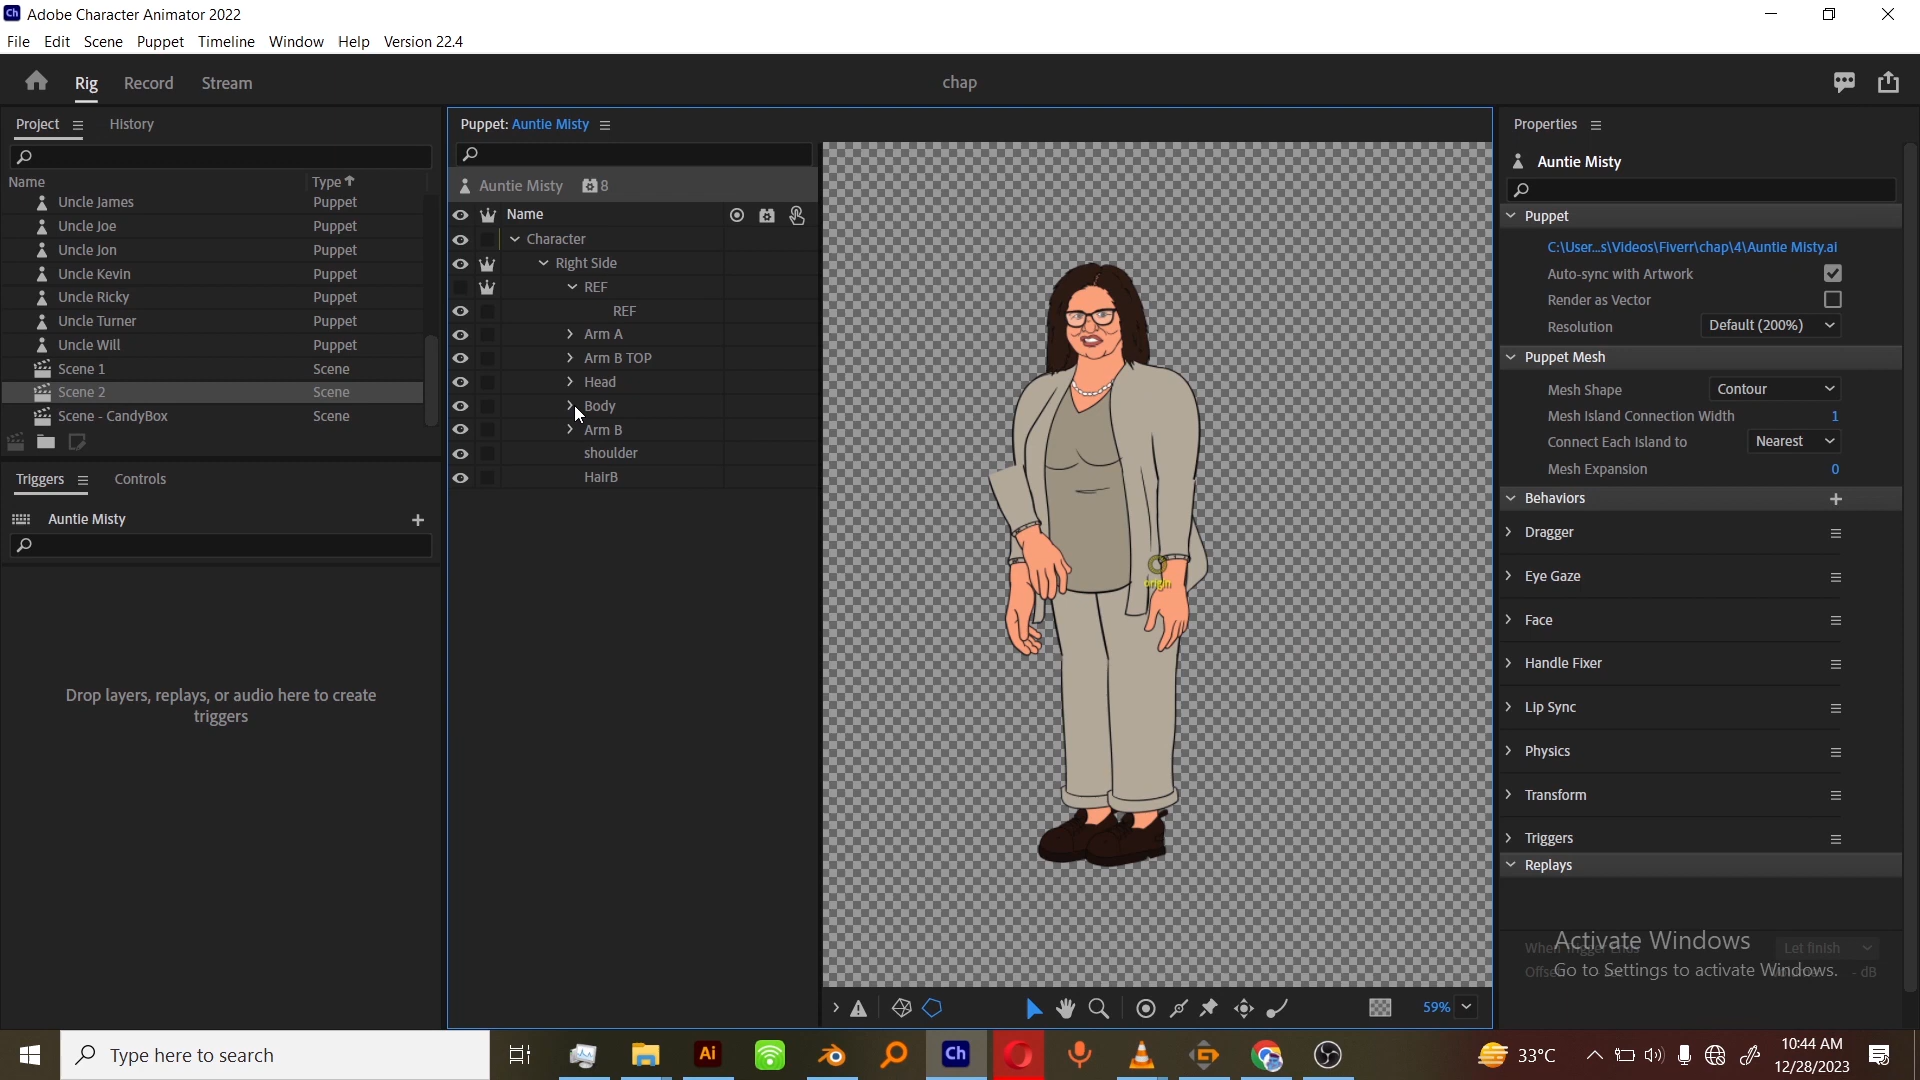 Ch Adobe Character Animator 2022
File Edit Scene Puppet Timeline Window Help Version 22.4
Rig Record Stream chap
Project History
Name Type
Uncle James Puppet
Uncle Joe Puppet
Uncle Jon Puppet
Uncle Kevin Puppet
Uncle Ricky Puppet
Uncle Turner Puppet
Uncle Will Puppet
Scene 1 Scene
Scene 2 Scene
Scene - CandyBox Scene
Triggers Controls
Auntie Misty
Drop layers, replays, or audio here to create
triggers
Puppet: Auntie Misty
Auntie Misty 8
Name
Character
Right Side
REF
REF
Arm A
Arm B TOP
Head
Body
Arm B
shoulder
HairB
origin
59%
Properties
Auntie Misty
Puppet
C:\User...s\Videos\Fiverr\chap\4\Auntie Misty.ai
Auto-sync with Artwork
Render as Vector
Resolution Default (200%)
Puppet Mesh
Mesh Shape Contour
Mesh Island Connection Width 1
Connect Each Island to Nearest
Mesh Expansion 0
Behaviors
Dragger
Eye Gaze
Face
Handle Fixer
Lip Sync
Physics
Transform
Triggers
Replays
Activate Windows
Let finish
Go to Settings to activate Windows.
- dB
Type here to search
Ai
Ch
33°C
10:44 AM
12/28/2023